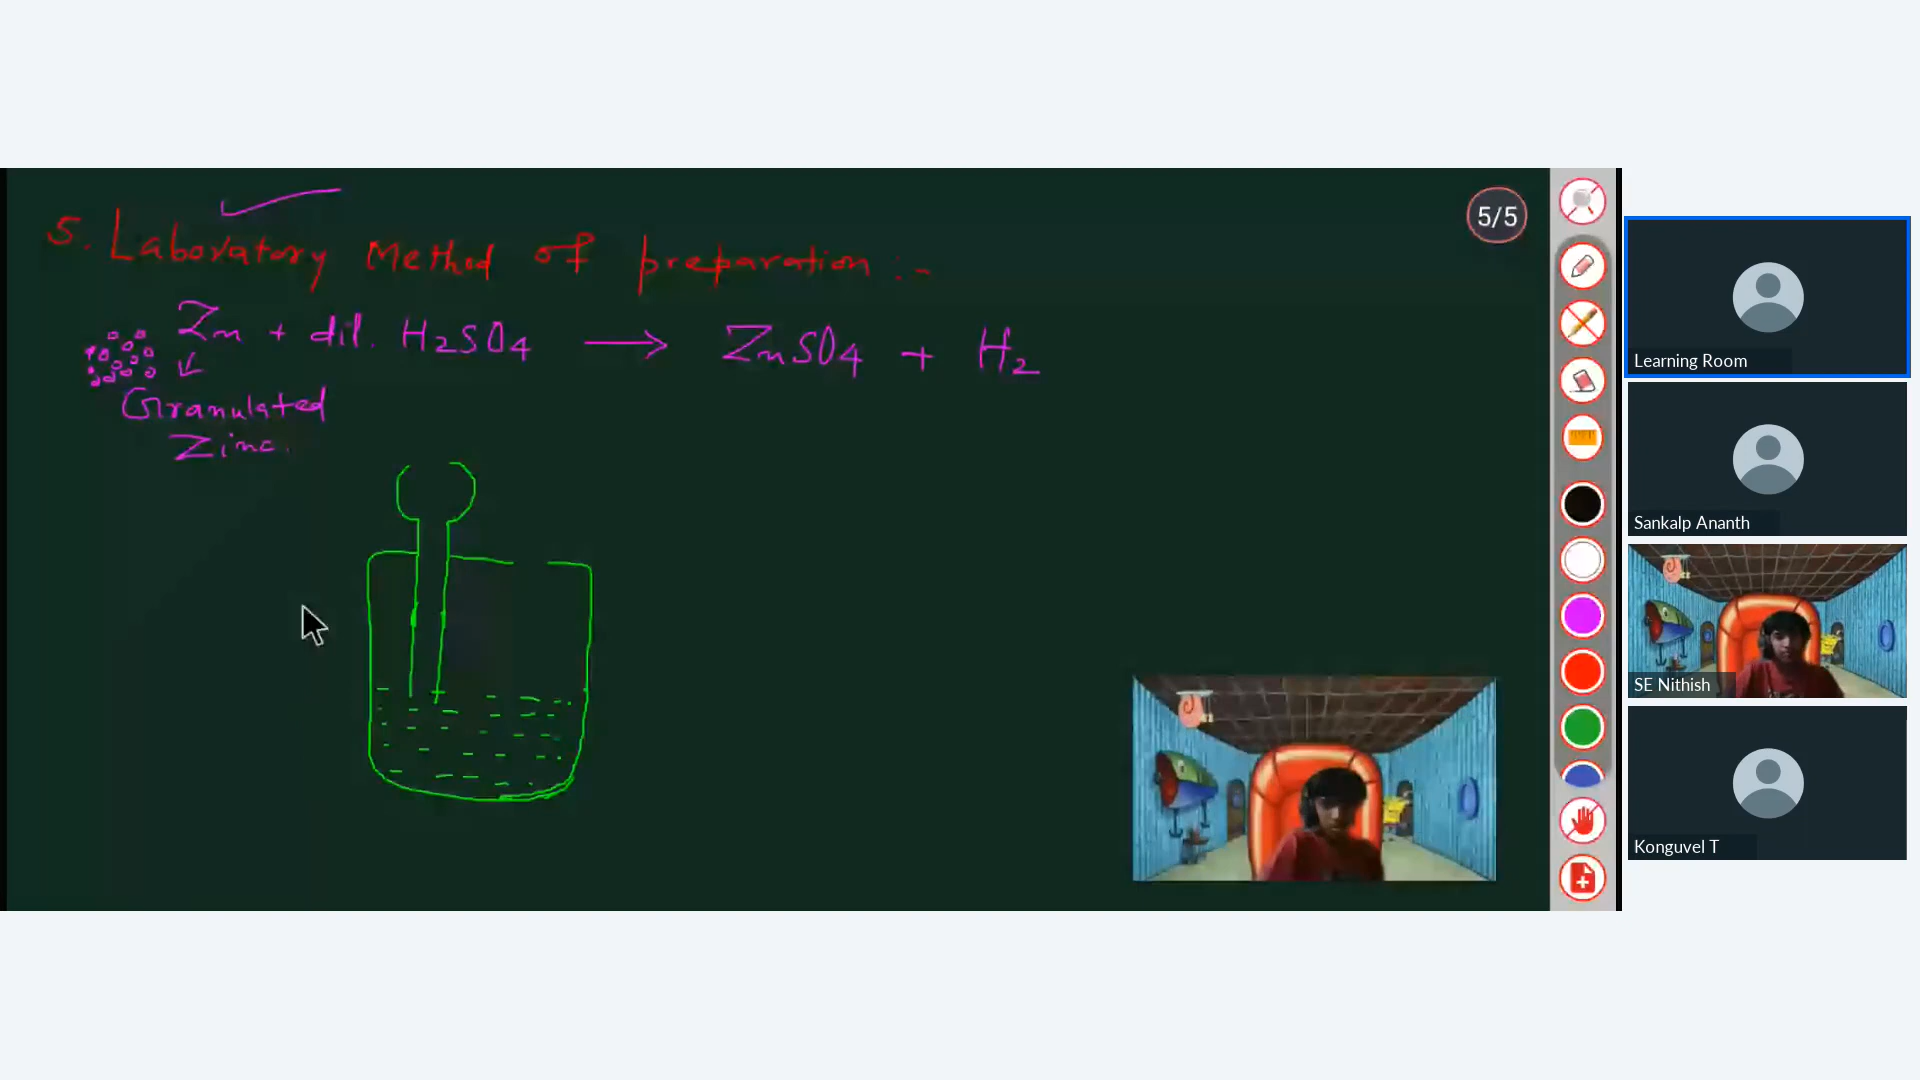 5/5
5. Laboratory Method of preparation :-
Zn + dil. H2SO4 → ZnSO4 + H2
Granulated
Zinc.
Learning Room
Sankalp Ananth
SE Nithish
Konguvel T